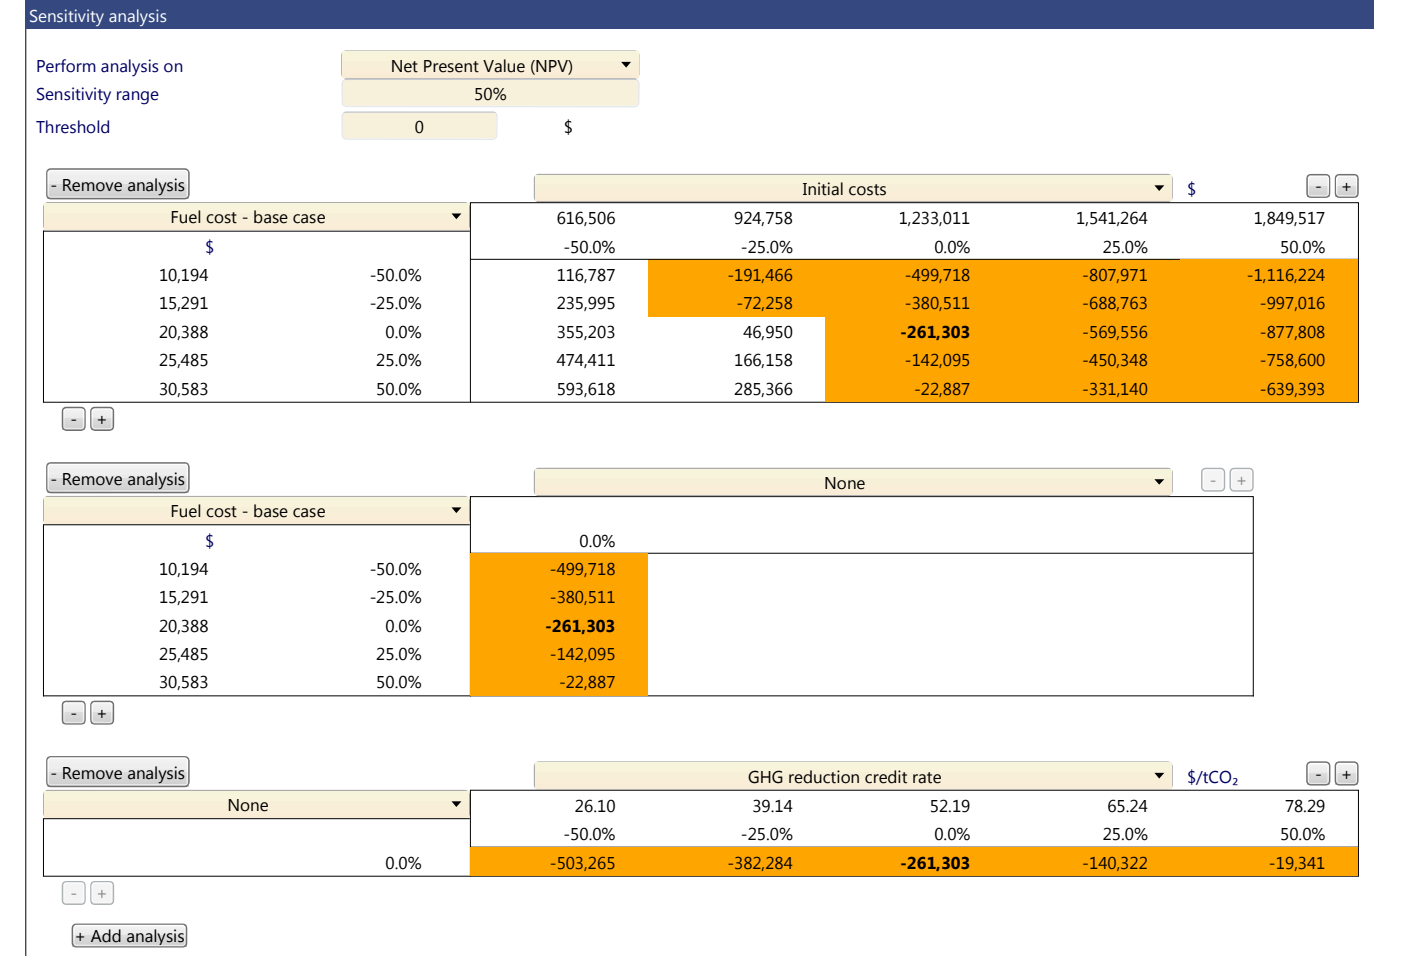 Sensitivity analysis
Perform analysis on Net Present Value (NPV)
Sensitivity range 50%
Threshold 0 $
- Remove analysis Initial costs $ - +
Fuel cost - base case 616,506 924,758 1,233,011 1,541,264 1,849,517
$ -50.0% -25.0% 0.0% 25.0% 50.0%
10,194 -50.0% 116,787 -191,466 -499,718 -807,971 -1,116,224
15,291 -25.0% 235,995 -72,258 -380,511 -688,763 -997,016
20,388 0.0% 355,203 46,950 -261,303 -569,556 -877,808
25,485 25.0% 474,411 166,158 -142,095 -450,348 -758,600
30,583 50.0% 593,618 285,366 -22,887 -331,140 -639,393
- +
- Remove analysis None - +
Fuel cost - base case
$ 0.0%
10,194 -50.0% -499,718
15,291 -25.0% -380,511
20,388 0.0% -261,303
25,485 25.0% -142,095
30,583 50.0% -22,887
- +
- Remove analysis GHG reduction credit rate $/tCO₂ - +
None 26.10 39.14 52.19 65.24 78.29
-50.0% -25.0% 0.0% 25.0% 50.0%
0.0% -503,265 -382,284 -261,303 -140,322 -19,341
- +
+ Add analysis